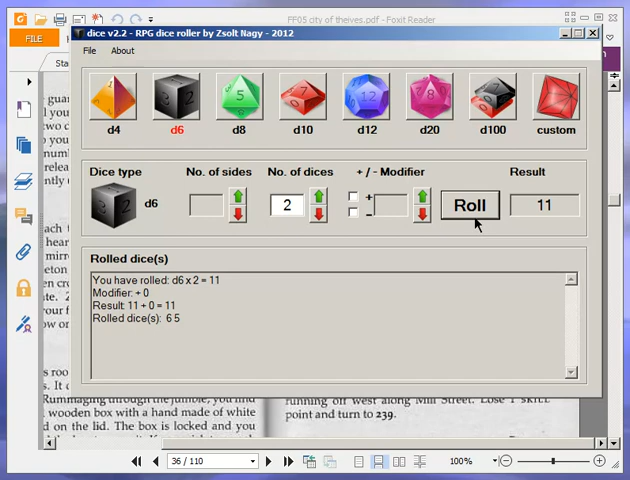 FF05 city of theives.pdf - Foxit Reader
dice v2.2 - RPG dice roller by Zsolt Nagy - 2012
FILE
Sta
File About
d4 d6 d8 d10 d12 d20 d100 custom
Dice type No. of sides No. of dices + / - Modifier Result
d6 2 + - Roll 11
Rolled dice(s)
You have rolled: d6 x 2 = 11
Modifier: + 0
Result: 11 + 0 = 11
Rolled dice(s): 6 5
Rummaging through the jumble, you find
wooden box with a hand made of white
d on the lid. The box is locked and you
running off west along Mill Street. Lose 1 SKILL
point and turn to 239.
36 / 110
100%